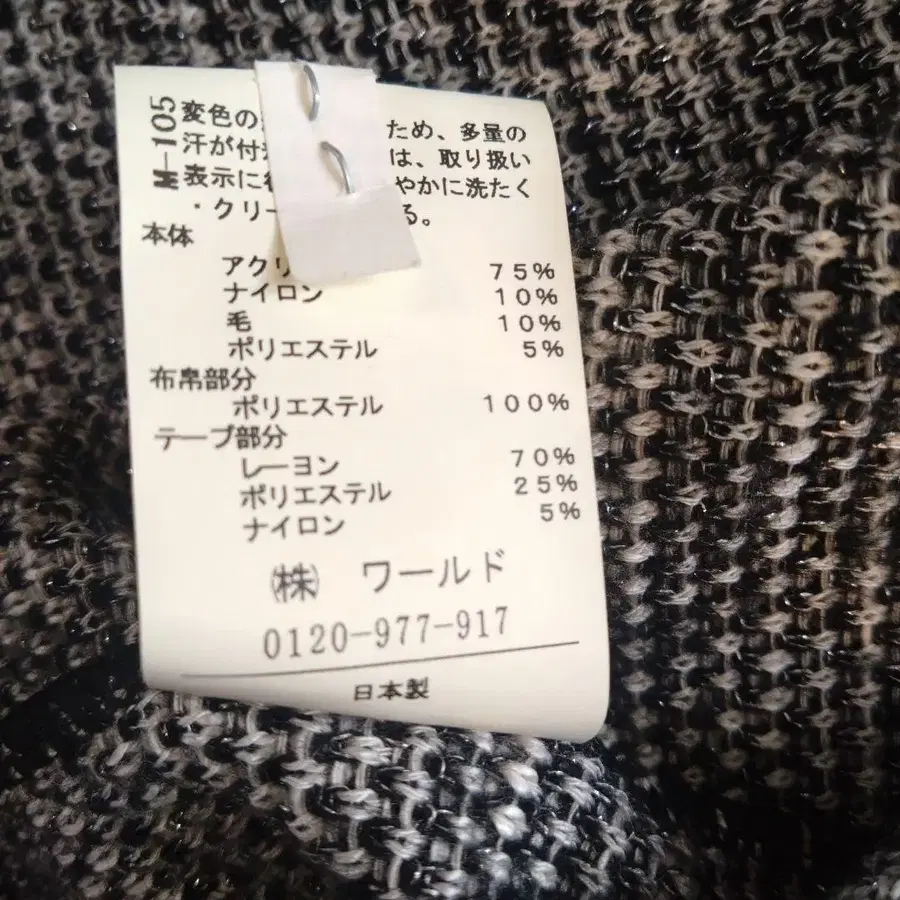 M-105
変色の ため、多量の
汗が付 は、取り扱い
表示に やかに洗たく
・クリー る。
本体
アクリ 75%
ナイロン 10%
毛 10%
ポリエステル 5%
布帛部分
ポリエステル 100%
テープ部分
レーヨン 70%
ポリエステル 25%
ナイロン 5%
㈱ ワールド
0120-977-917
日本製